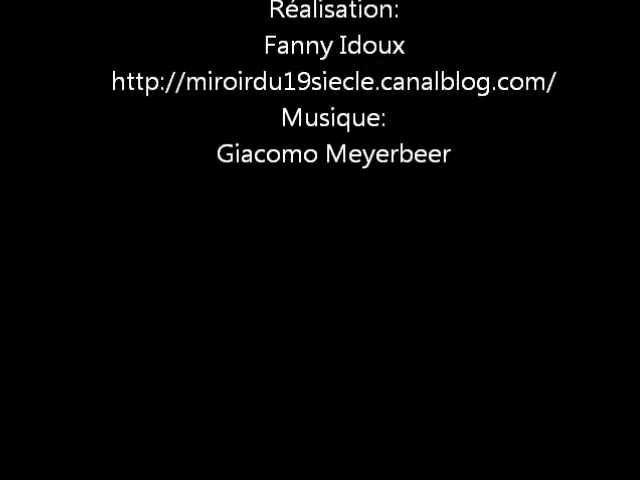 Réalisation:
Fanny Idoux
http://miroirdu19siecle.canalblog.com/
Musique:
Giacomo Meyerbeer